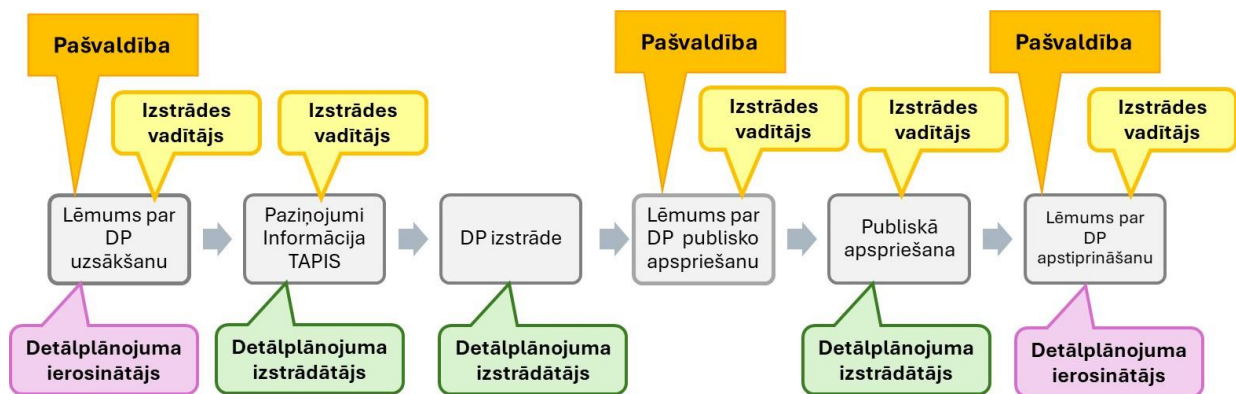 Pašvaldība
Pašvaldība
Pašvaldība
Izstrādes
vadītājs
Izstrādes
vadītājs
Izstrādes
vadītājs
Izstrādes
vadītājs
Izstrādes
vadītājs
Lēmums par
DP
uzsākšanu
Paziņojumi
Informācija
TAPIS
DP izstrāde
Lēmums par
DP publisko
apspriešanu
Publiskā
apspriešana
Lēmums par
DP
apstiprināšanu
Detālplānojuma
ierosinātājs
Detālplānojuma
izstrādātājs
Detālplānojuma
izstrādātājs
Detālplānojuma
izstrādātājs
Detālplānojuma
ierosinātājs